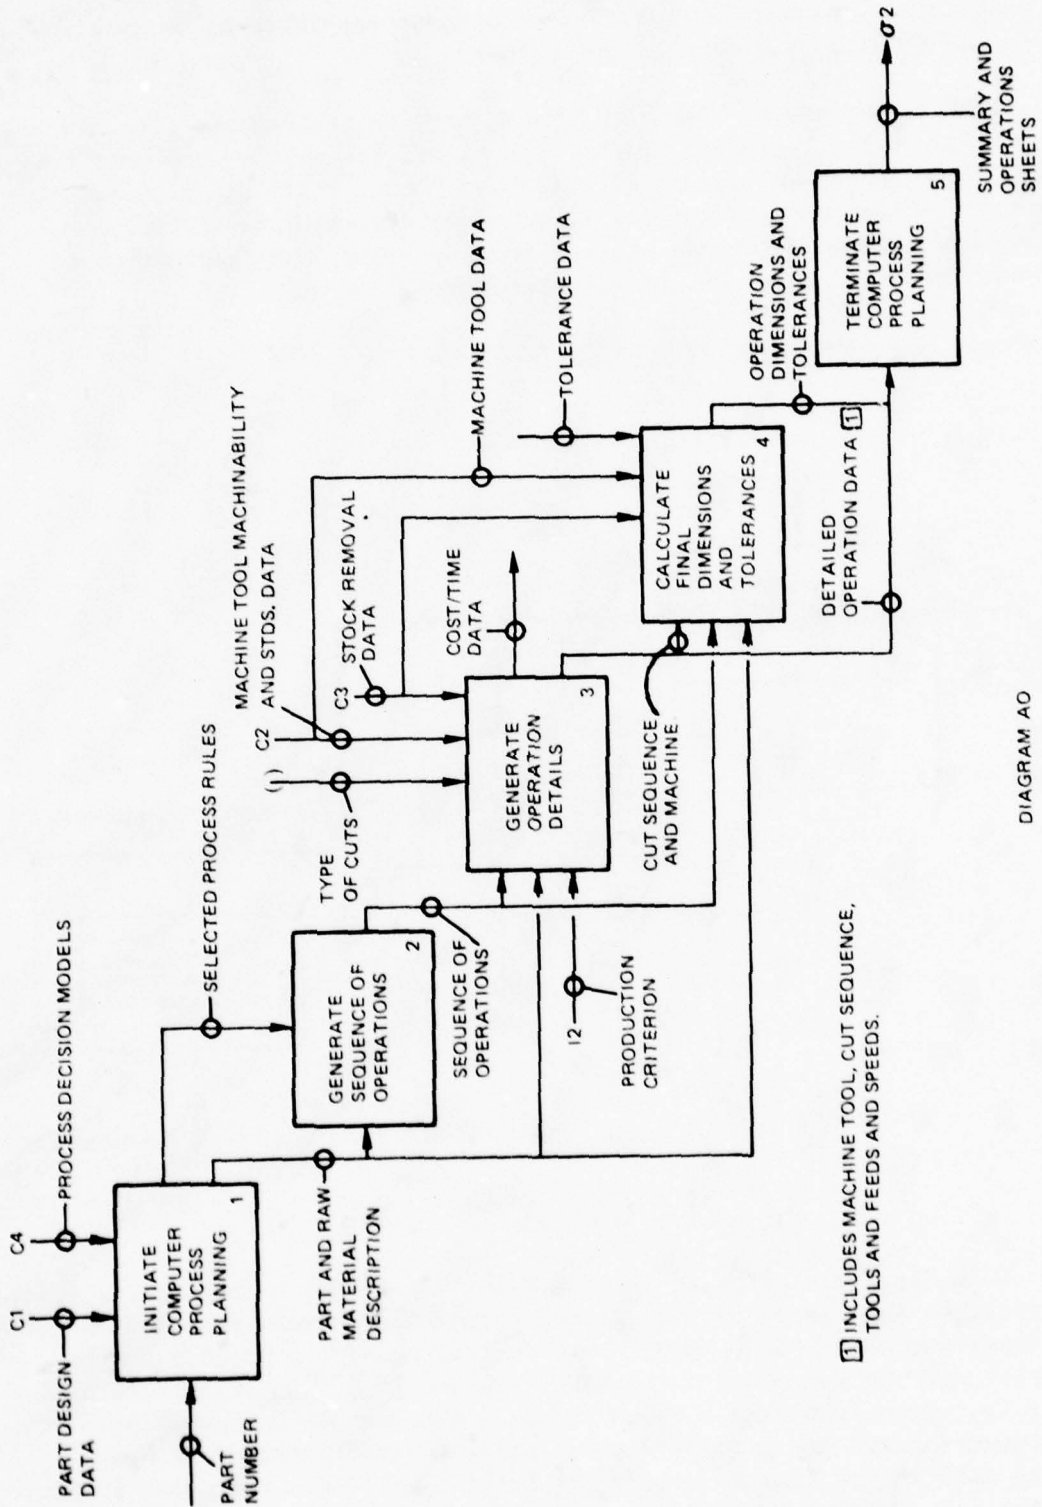 C1
C4
PART DESIGN
DATA
PROCESS DECISION MODELS
INITIATE
COMPUTER
PROCESS
PLANNING
1
PART
NUMBER
SELECTED PROCESS RULES
PART AND RAW
MATERIAL
DESCRIPTION
GENERATE
SEQUENCE OF
OPERATIONS
2
SEQUENCE OF
OPERATIONS
TYPE
OF CUTS
( )
C2
MACHINE TOOL MACHINABILITY
AND STDS. DATA
C3
STOCK REMOVAL
DATA
I2
PRODUCTION
CRITERION
GENERATE
OPERATION
DETAILS
3
COST/TIME
DATA
MACHINE TOOL DATA
TOLERANCE DATA
CUT SEQUENCE
AND MACHINE
CALCULATE
FINAL
DIMENSIONS
AND
TOLERANCES
4
OPERATION
DIMENSIONS AND
TOLERANCES
DETAILED
OPERATION DATA 1
TERMINATE
COMPUTER
PROCESS
PLANNING
5
σ2
SUMMARY AND
OPERATIONS
SHEETS
1 INCLUDES MACHINE TOOL, CUT SEQUENCE,
TOOLS AND FEEDS AND SPEEDS.
DIAGRAM AO